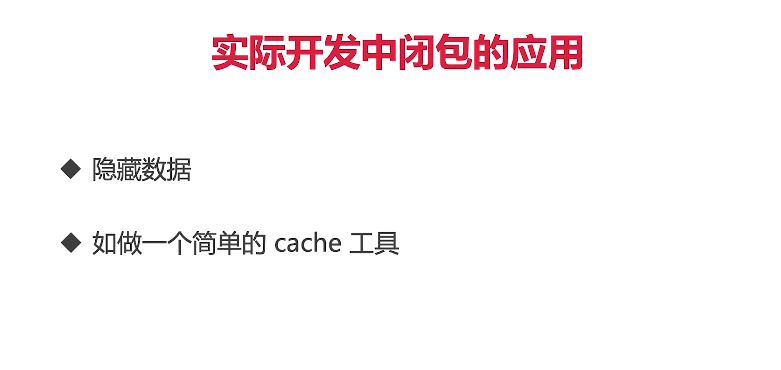 实际开发中闭包的应用
◆ 隐藏数据
◆ 如做一个简单的 cache 工具